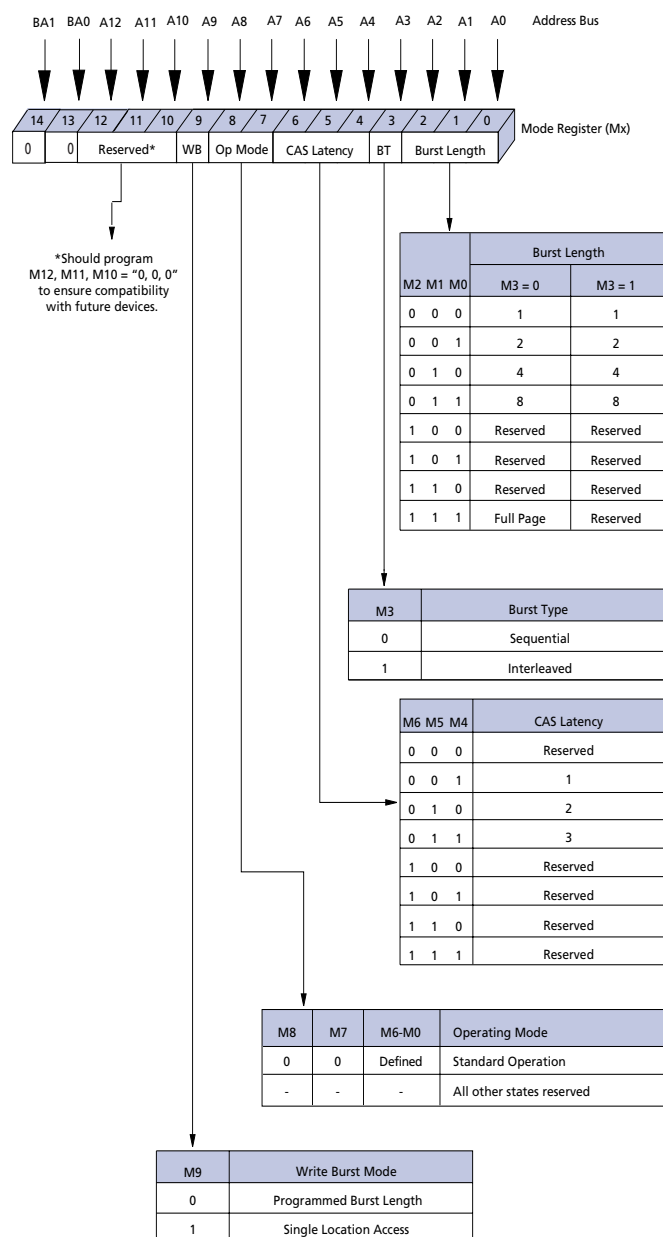 BA1 BA0 A12 A11 A10 A9 A8 A7 A6 A5 A4 A3 A2 A1 A0 Address Bus
14 13 12 11 10 9 8 7 6 5 4 3 2 1 0
Mode Register (Mx)
0 0 Reserved* WB Op Mode CAS Latency BT Burst Length
*Should program
M12, M11, M10 = “0, 0, 0”
to ensure compatibility
with future devices.
Burst Length
M2 M1 M0 M3 = 0 M3 = 1
0 0 0 1 1
0 0 1 2 2
0 1 0 4 4
0 1 1 8 8
1 0 0 Reserved Reserved
1 0 1 Reserved Reserved
1 1 0 Reserved Reserved
1 1 1 Full Page Reserved
M3 Burst Type
0 Sequential
1 Interleaved
M6 M5 M4 CAS Latency
0 0 0 Reserved
0 0 1 1
0 1 0 2
0 1 1 3
1 0 0 Reserved
1 0 1 Reserved
1 1 0 Reserved
1 1 1 Reserved
M8 M7 M6-M0 Operating Mode
0 0 Defined Standard Operation
- - - All other states reserved
M9 Write Burst Mode
0 Programmed Burst Length
1 Single Location Access